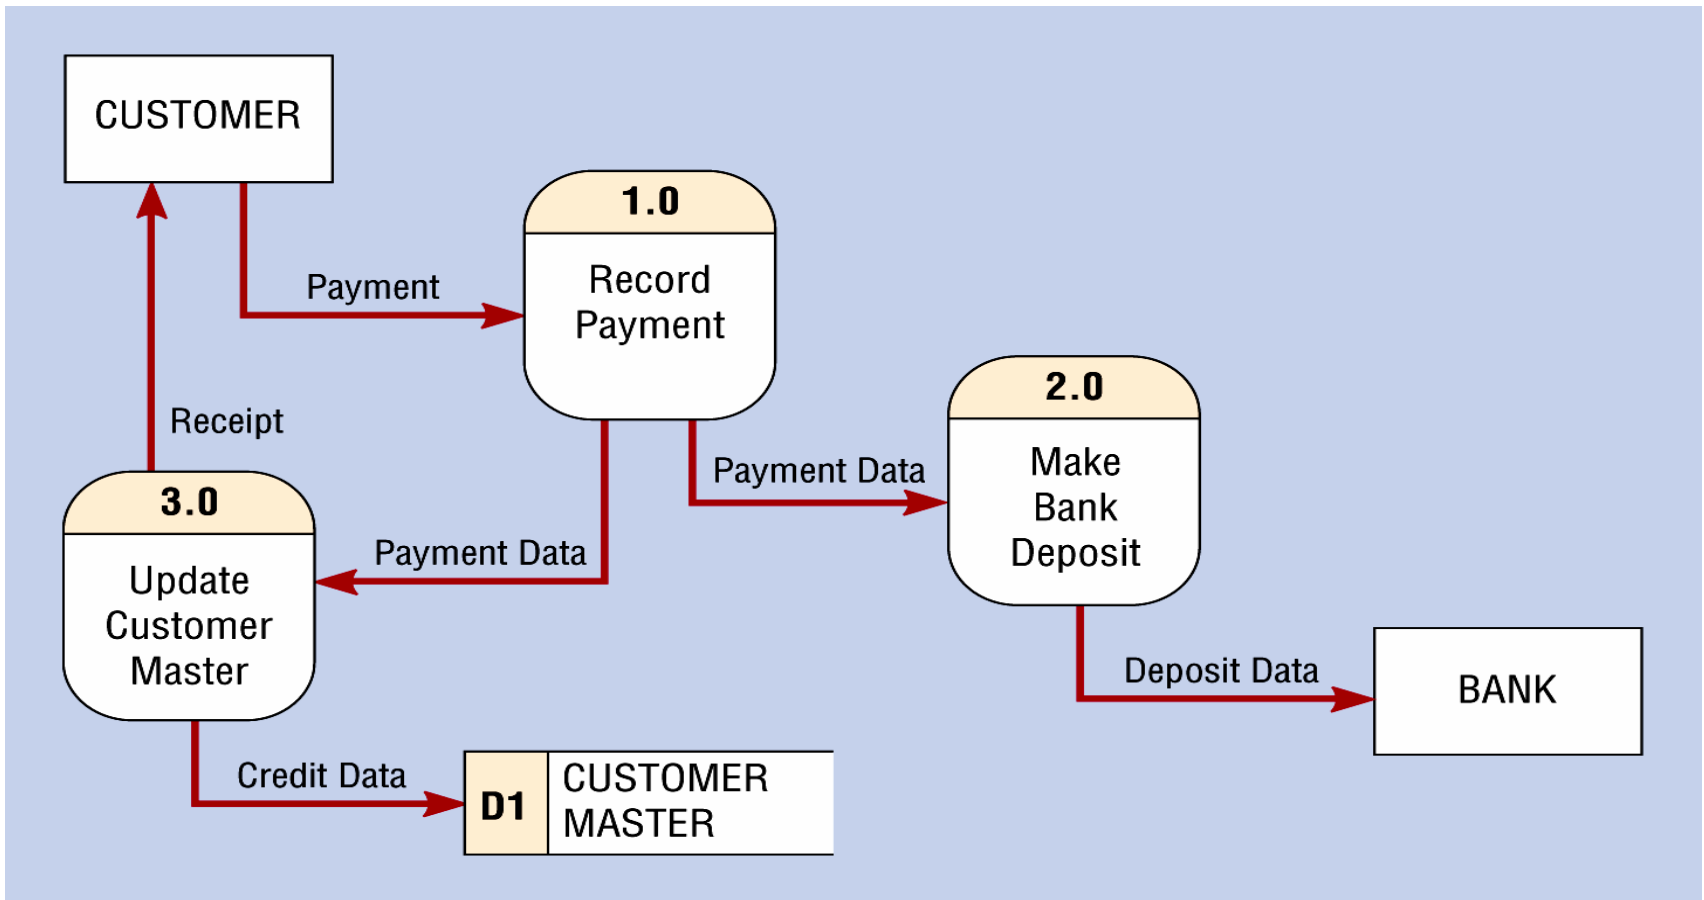 CUSTOMER
1.0
Record
Payment
Payment
2.0
Make
Bank
Deposit
Payment Data
Receipt
3.0
Update
Customer
Master
Payment Data
Deposit Data
BANK
Credit Data
D1
CUSTOMER
MASTER